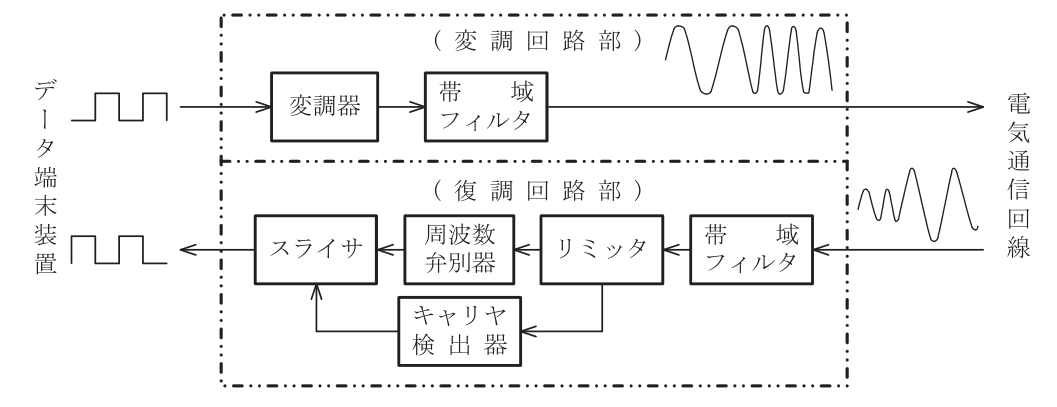 データ端末装置
(変調回路部)
変調器
帯域
フィルタ
電気通信回線
(復調回路部)
スライサ
周波数
弁別器
リミッタ
帯域
フィルタ
キャリヤ
検出器